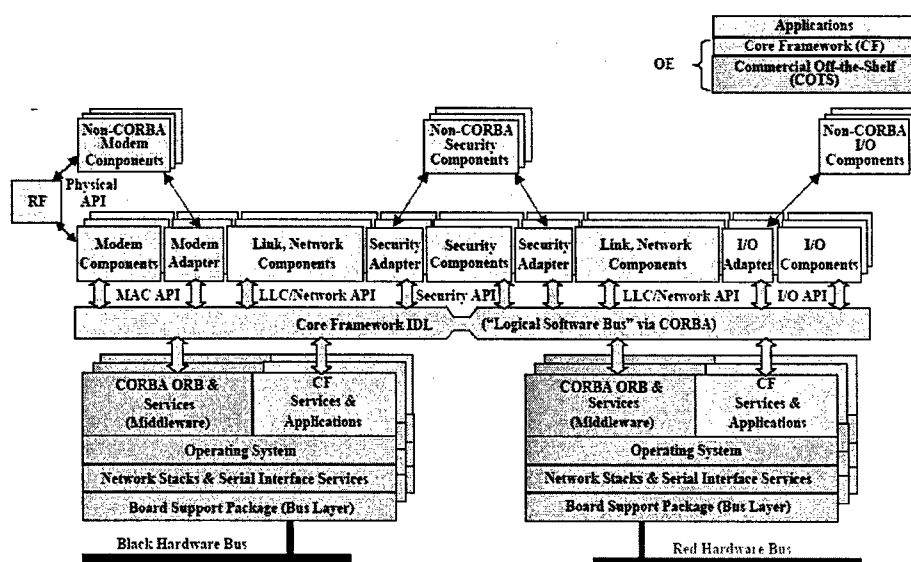 Applications
OE
Core Framework (CF)
Commercial Off-the-Shelf
(COTS)
Non-CORBA
Modem
Components
Non-CORBA
Security
Components
Non-CORBA
I/O
Components
RF
Physical
API
Modem
Components
Modem
Adapter
Link, Network
Components
Security
Adapter
Security
Components
Security
Adapter
Link, Network
Components
I/O
Adapter
I/O
Components
MAC API
LLC/Network API
Security API
LLC/Network API
I/O API
Core Framework IDL
("Logical Software Bus" via CORBA)
CORBA ORB &
Services
(Middleware)
CF
Services &
Applications
Operating System
Network Stacks & Serial Interface Services
Board Support Package (Bus Layer)
CORBA ORB &
Services
(Middleware)
CF
Services &
Applications
Operating System
Network Stacks & Serial Interface Services
Board Support Package (Bus Layer)
Black Hardware Bus
Red Hardware Bus